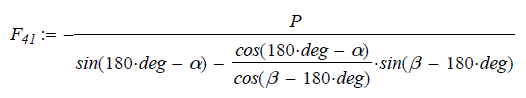 F41 := - P
sin(180·deg − α) − cos(180·deg − α) / cos(β − 180·deg) ·sin(β − 180·deg)